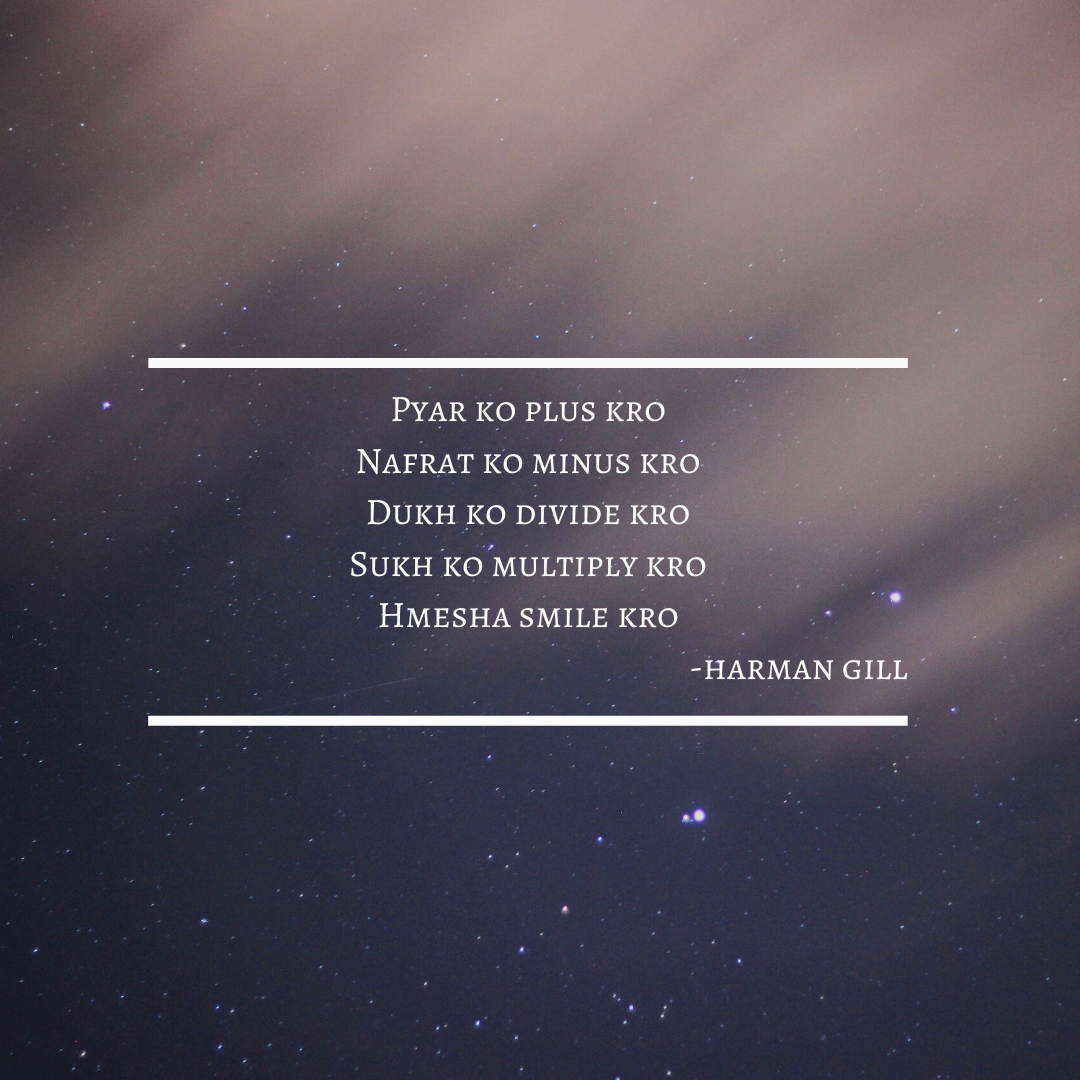 Pyar ko plus kro
Nafrat ko minus kro
Dukh ko divide kro
Sukh ko multiply kro
Hmesha smile kro
-harman gill